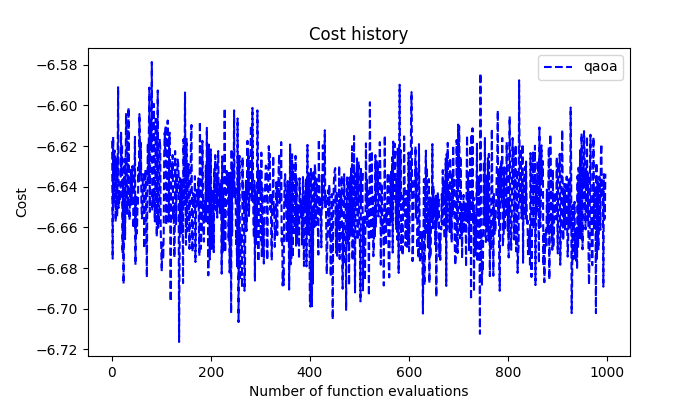 Cost history
qaoa
−6.58
−6.60
−6.62
−6.64
−6.66
−6.68
−6.70
−6.72
Cost
0 200 400 600 800 1000
Number of function evaluations